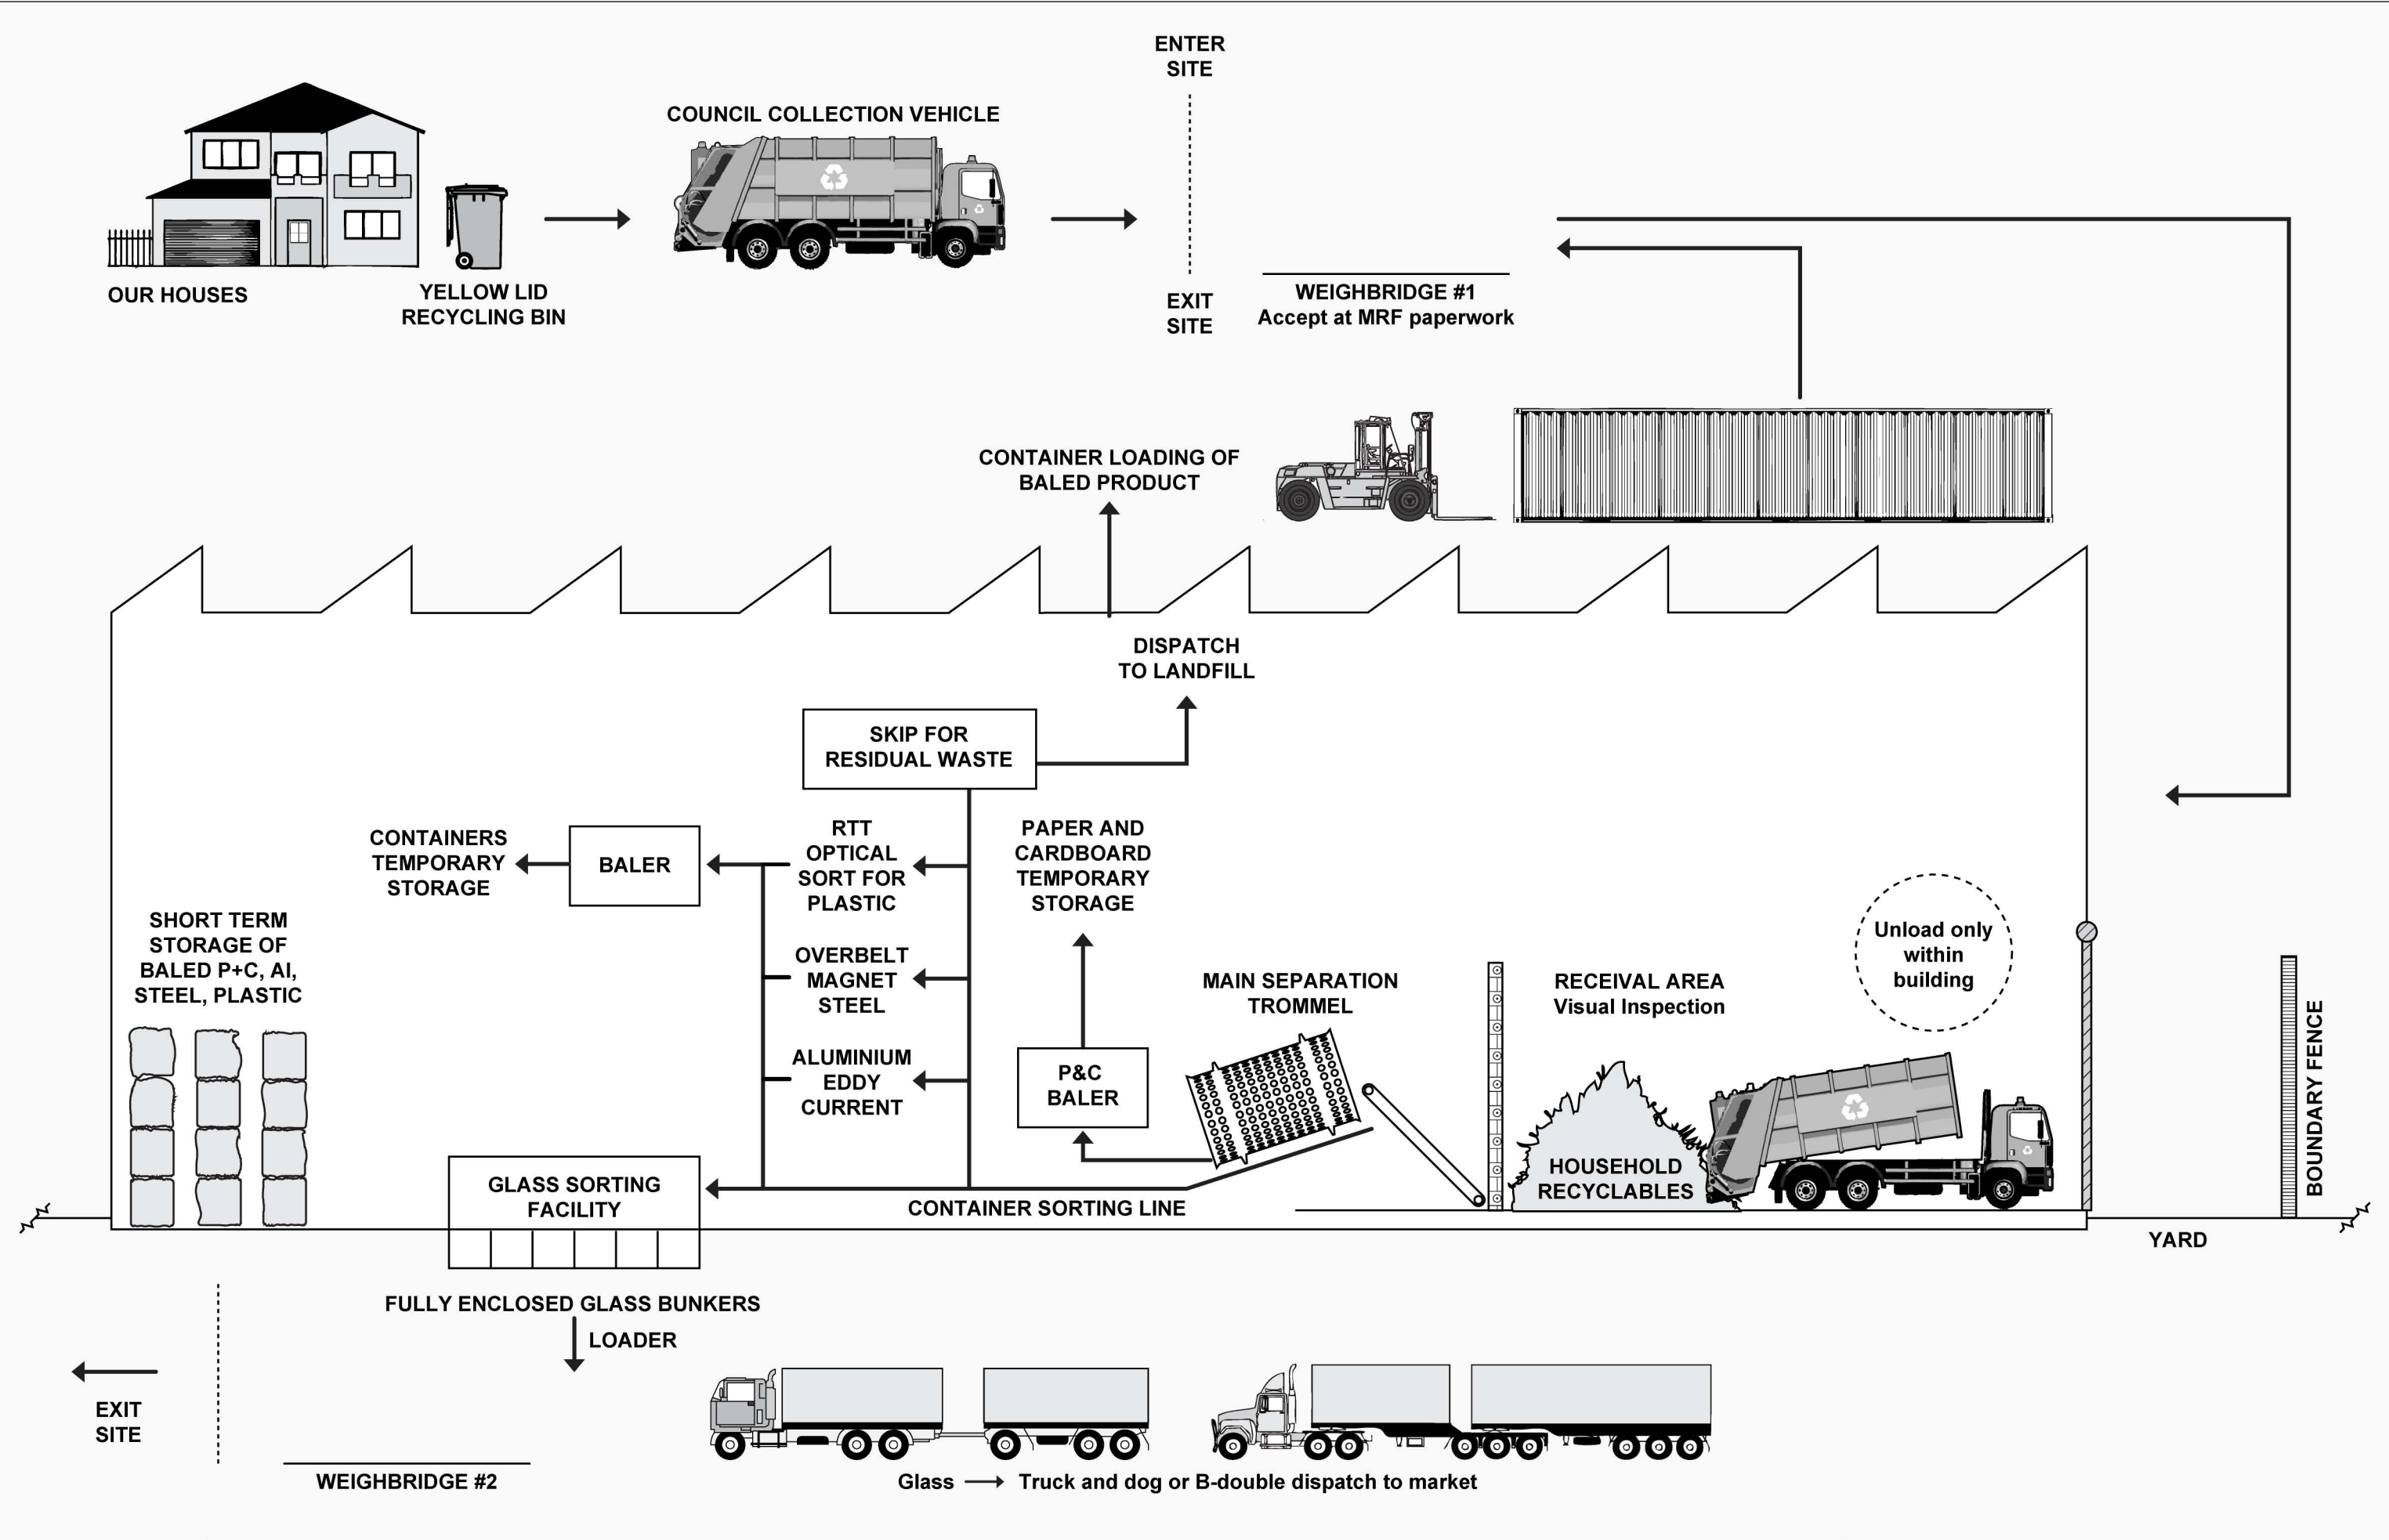 ENTER
SITE
COUNCIL COLLECTION VEHICLE
OUR HOUSES
YELLOW LID
RECYCLING BIN
EXIT
SITE
WEIGHBRIDGE #1
Accept at MRF paperwork
CONTAINER LOADING OF
BALED PRODUCT
DISPATCH
TO LANDFILL
SKIP FOR
RESIDUAL WASTE
CONTAINERS
TEMPORARY
STORAGE
BALER
RTT
OPTICAL
SORT FOR
PLASTIC
PAPER AND
CARDBOARD
TEMPORARY
STORAGE
SHORT TERM
STORAGE OF
BALED P+C, AI,
STEEL, PLASTIC
OVERBELT
MAGNET
STEEL
MAIN SEPARATION
TROMMEL
RECEIVAL AREA
Visual Inspection
Unload only
within
building
ALUMINIUM
EDDY
CURRENT
P&C
BALER
HOUSEHOLD
RECYCLABLES
BOUNDARY FENCE
GLASS SORTING
FACILITY
CONTAINER SORTING LINE
YARD
FULLY ENCLOSED GLASS BUNKERS
LOADER
EXIT
SITE
WEIGHBRIDGE #2
Glass → Truck and dog or B-double dispatch to market